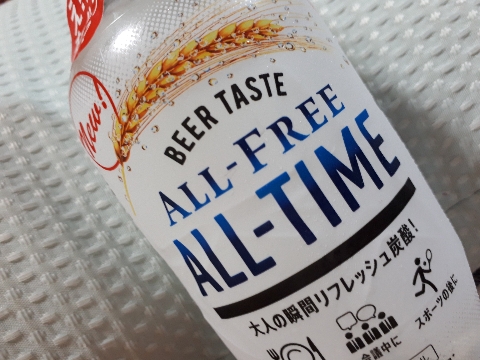 New!
BEER TASTE
ALL-FREE
ALL-TIME
大人の瞬間リフレッシュ炭酸!
会議中に
スポーツの後に